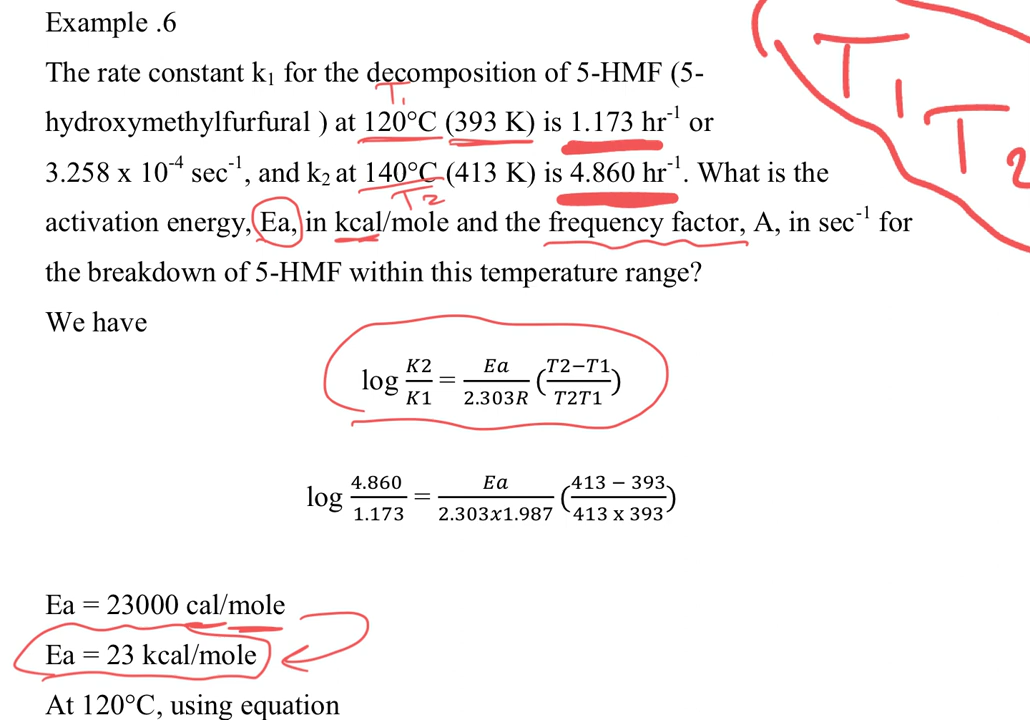 Example .6
T₁
T₂
The rate constant k₁ for the decomposition of 5-HMF (5-
T₁
hydroxymethylfurfural ) at 120°C (393 K) is 1.173 hr⁻¹ or
3.258 x 10⁻⁴ sec⁻¹, and k₂ at 140°C (413 K) is 4.860 hr⁻¹. What is the
T₂
activation energy, Ea, in kcal/mole and the frequency factor, A, in sec⁻¹ for
the breakdown of 5-HMF within this temperature range?
We have
log K2/K1 = Ea/2.303R (T2−T1/T2T1)
log 4.860/1.173 = Ea/2.303x1.987 (413 − 393/413 x 393)
Ea = 23000 cal/mole
Ea = 23 kcal/mole
At 120°C, using equation